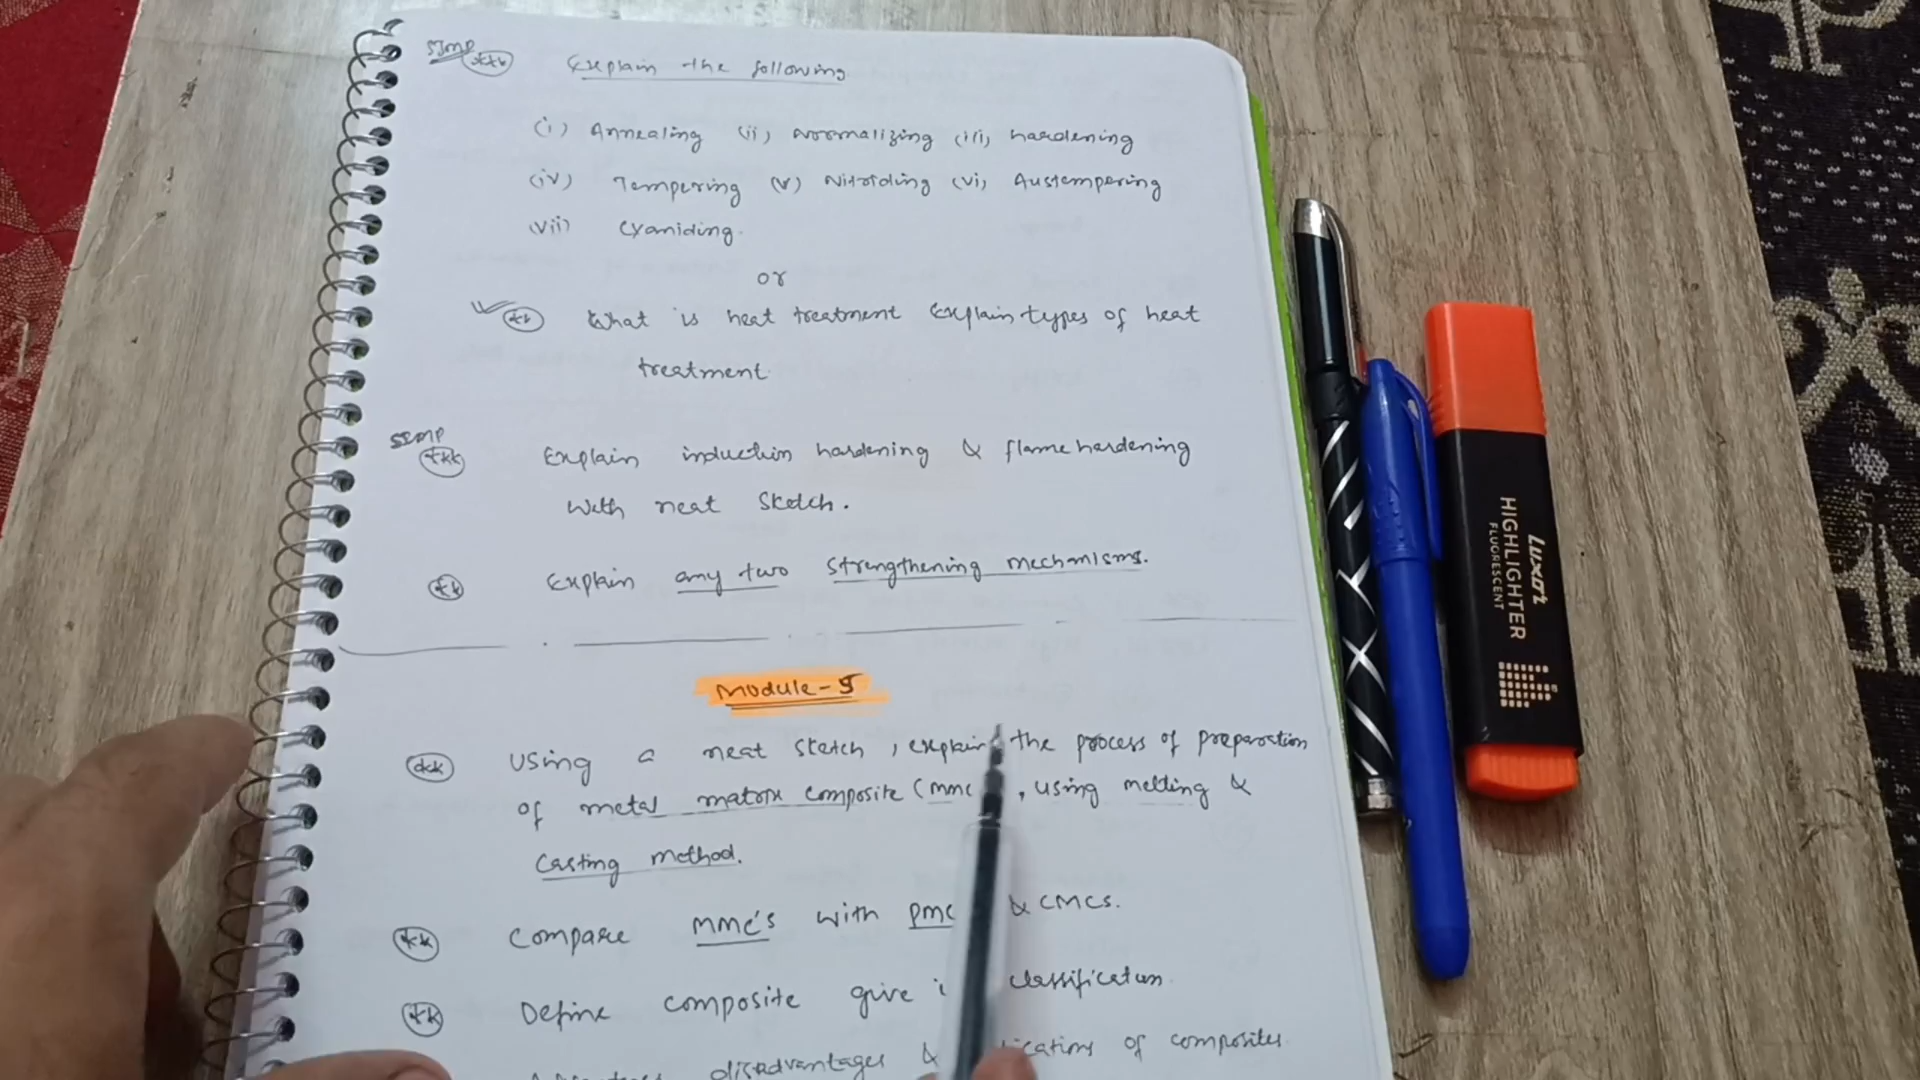 SIMP *** Explain the following
(i) Annealing (ii) Normalizing (iii) hardening
(iv) Tempering (v) Nitriding (vi) Austempering
(vii) Cyaniding.
or
** What is heat treatment Explain types of heat
treatment
SIMP
*** Explain induction hardening & flame hardening
with neat sketch.
** Explain any two strengthening mechanisms.
Module-5
** Using a neat sketch, explain the process of preparation
of metal matrix composite (mmc , using melting &
Casting method.
** Compare MMC's with PMC & CMCS.
** Define composite give classification
disadvantages & of composites
Luxor
HIGHLIGHTER
FLUORESCENT